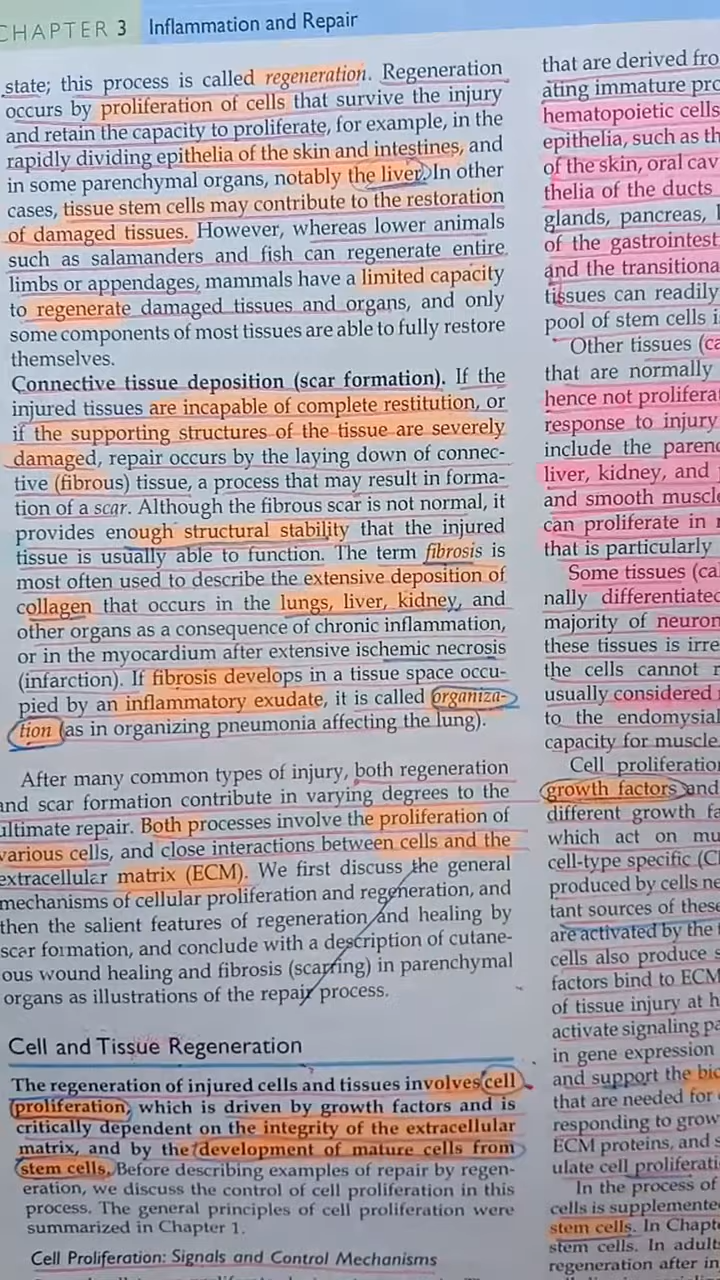 CHAPTER 3 Inflammation and Repair
state; this process is called regeneration. Regeneration
occurs by proliferation of cells that survive the injury
and retain the capacity to proliferate, for example, in the
rapidly dividing epithelia of the skin and intestines, and
in some parenchymal organs, notably the liver. In other
cases, tissue stem cells may contribute to the restoration
of damaged tissues. However, whereas lower animals
such as salamanders and fish can regenerate entire
limbs or appendages, mammals have a limited capacity
to regenerate damaged tissues and organs, and only
some components of most tissues are able to fully restore
themselves.
Connective tissue deposition (scar formation). If the
injured tissues are incapable of complete restitution, or
if the supporting structures of the tissue are severely
damaged, repair occurs by the laying down of connec-
tive (fibrous) tissue, a process that may result in forma-
tion of a scar. Although the fibrous scar is not normal, it
provides enough structural stability that the injured
tissue is usually able to function. The term fibrosis is
most often used to describe the extensive deposition of
collagen that occurs in the lungs, liver, kidney, and
other organs as a consequence of chronic inflammation,
or in the myocardium after extensive ischemic necrosis
(infarction). If fibrosis develops in a tissue space occu-
pied by an inflammatory exudate, it is called organiza-
tion (as in organizing pneumonia affecting the lung).
After many common types of injury, both regeneration
and scar formation contribute in varying degrees to the
ultimate repair. Both processes involve the proliferation of
various cells, and close interactions between cells and the
extracellular matrix (ECM). We first discuss the general
mechanisms of cellular proliferation and regeneration, and
then the salient features of regeneration and healing by
scar formation, and conclude with a description of cutane-
ous wound healing and fibrosis (scarring) in parenchymal
organs as illustrations of the repair process.
Cell and Tissue Regeneration
The regeneration of injured cells and tissues involves cell
proliferation, which is driven by growth factors and is
critically dependent on the integrity of the extracellular
matrix, and by the development of mature cells from
stem cells. Before describing examples of repair by regen-
eration, we discuss the control of cell proliferation in this
process. The general principles of cell proliferation were
summarized in Chapter 1.
Cell Proliferation: Signals and Control Mechanisms
that are derived fro
ating immature pro
hematopoietic cells
epithelia, such as th
of the skin, oral cav
thelia of the ducts
glands, pancreas,
of the gastrointest
and the transitiona
tissues can readily
pool of stem cells i
Other tissues (ca
that are normally
hence not prolifera
response to injury
include the paren
liver, kidney, and
and smooth muscl
can proliferate in
that is particularly
Some tissues (cal
nally differentiated
majority of neuron
these tissues is irre
the cells cannot
usually considered
to the endomysial
capacity for muscle
Cell proliferation
growth factors and
different growth fa
which act on mu
cell-type specific (Ch
produced by cells ne
tant sources of these
are activated by the
cells also produce s
factors bind to ECM
of tissue injury at h
activate signaling pa
in gene expression
and support the bio
that are needed for
responding to grow
ECM proteins, and s
ulate cell proliferati
In the process of
cells is supplemented
stem cells. In Chapt
stem cells. In adult
regeneration after in